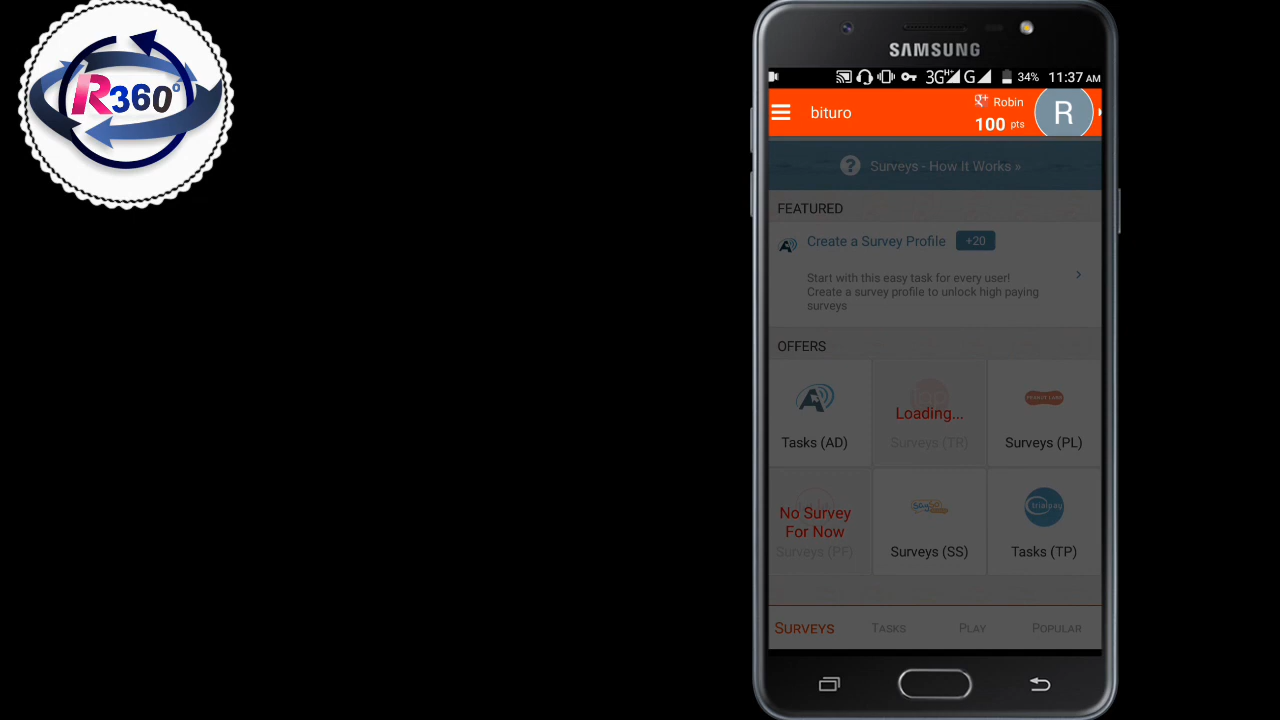 R360°
SAMSUNG
3G H+ G 34% 11:37 AM
bituro
Robin
100 pts
R
? Surveys - How It Works »
FEATURED
Create a Survey Profile +20
Start with this easy task for every user!
Create a survey profile to unlock high paying
surveys
OFFERS
Tasks (AD)
Loading...
Surveys (TR)
Surveys (PL)
No Survey
For Now
Surveys (PF)
Surveys (SS)
trialpay
Tasks (TP)
SURVEYS TASKS PLAY POPULAR